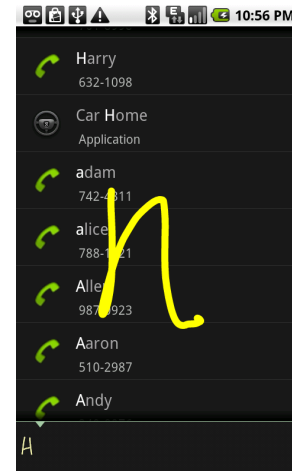 10:56 PM
Harry
632-1098
Car Home
Application
adam
alice
Aaron
510-2987
Andy
h
H